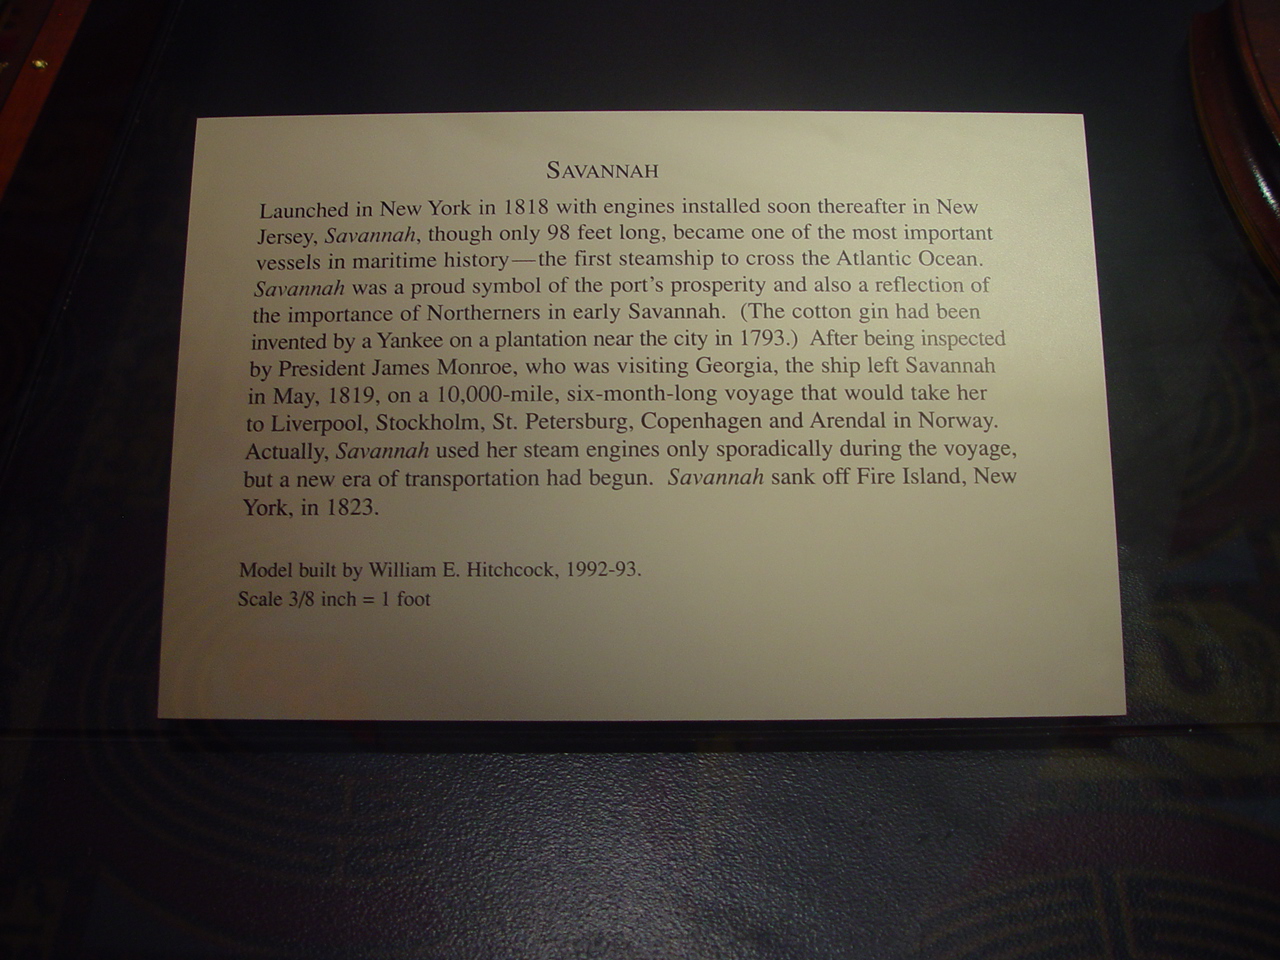 SAVANNAH
Launched in New York in 1818 with engines installed soon thereafter in New
Jersey, Savannah, though only 98 feet long, became one of the most important
vessels in maritime history—the first steamship to cross the Atlantic Ocean.
Savannah was a proud symbol of the port's prosperity and also a reflection of
the importance of Northerners in early Savannah.  (The cotton gin had been
invented by a Yankee on a plantation near the city in 1793.)  After being inspected
by President James Monroe, who was visiting Georgia, the ship left Savannah
in May, 1819, on a 10,000-mile, six-month-long voyage that would take her
to Liverpool, Stockholm, St. Petersburg, Copenhagen and Arendal in Norway.
Actually, Savannah used her steam engines only sporadically during the voyage,
but a new era of transportation had begun.  Savannah sank off Fire Island, New
York, in 1823.
Model built by William E. Hitchcock, 1992-93.
Scale 3/8 inch = 1 foot